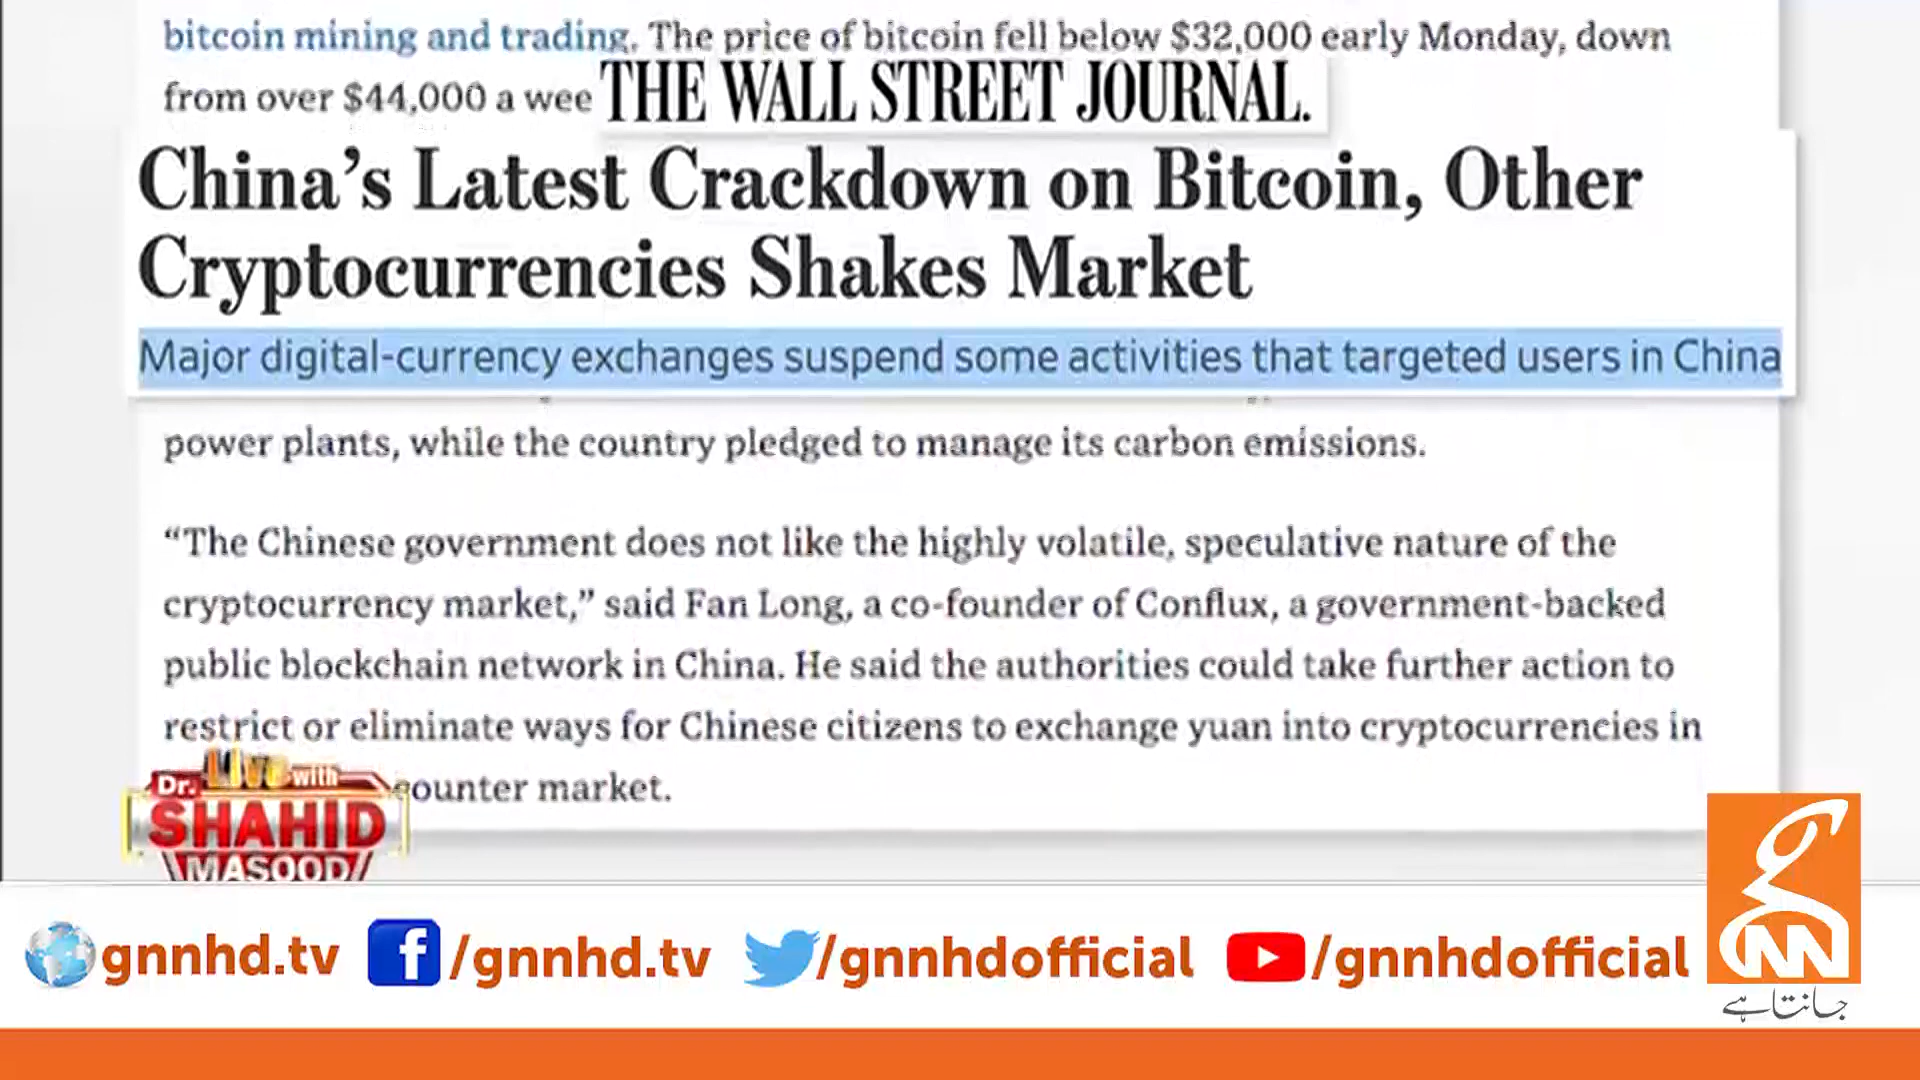 bitcoin mining and trading. The price of bitcoin fell below $32,000 early Monday, down
from over $44,000 a wee
THE WALL STREET JOURNAL.
China's Latest Crackdown on Bitcoin, Other
Cryptocurrencies Shakes Market
Major digital-currency exchanges suspend some activities that targeted users in China
power plants, while the country pledged to manage its carbon emissions.
“The Chinese government does not like the highly volatile, speculative nature of the
cryptocurrency market,” said Fan Long, a co-founder of Conflux, a government-backed
public blockchain network in China. He said the authorities could take further action to
restrict or eliminate ways for Chinese citizens to exchange yuan into cryptocurrencies in
counter market.
Live with
Dr. SHAHID
MASOOD
gnnhd.tv /gnnhd.tv /gnnhdofficial /gnnhdofficial
GNN
جانتا ہے